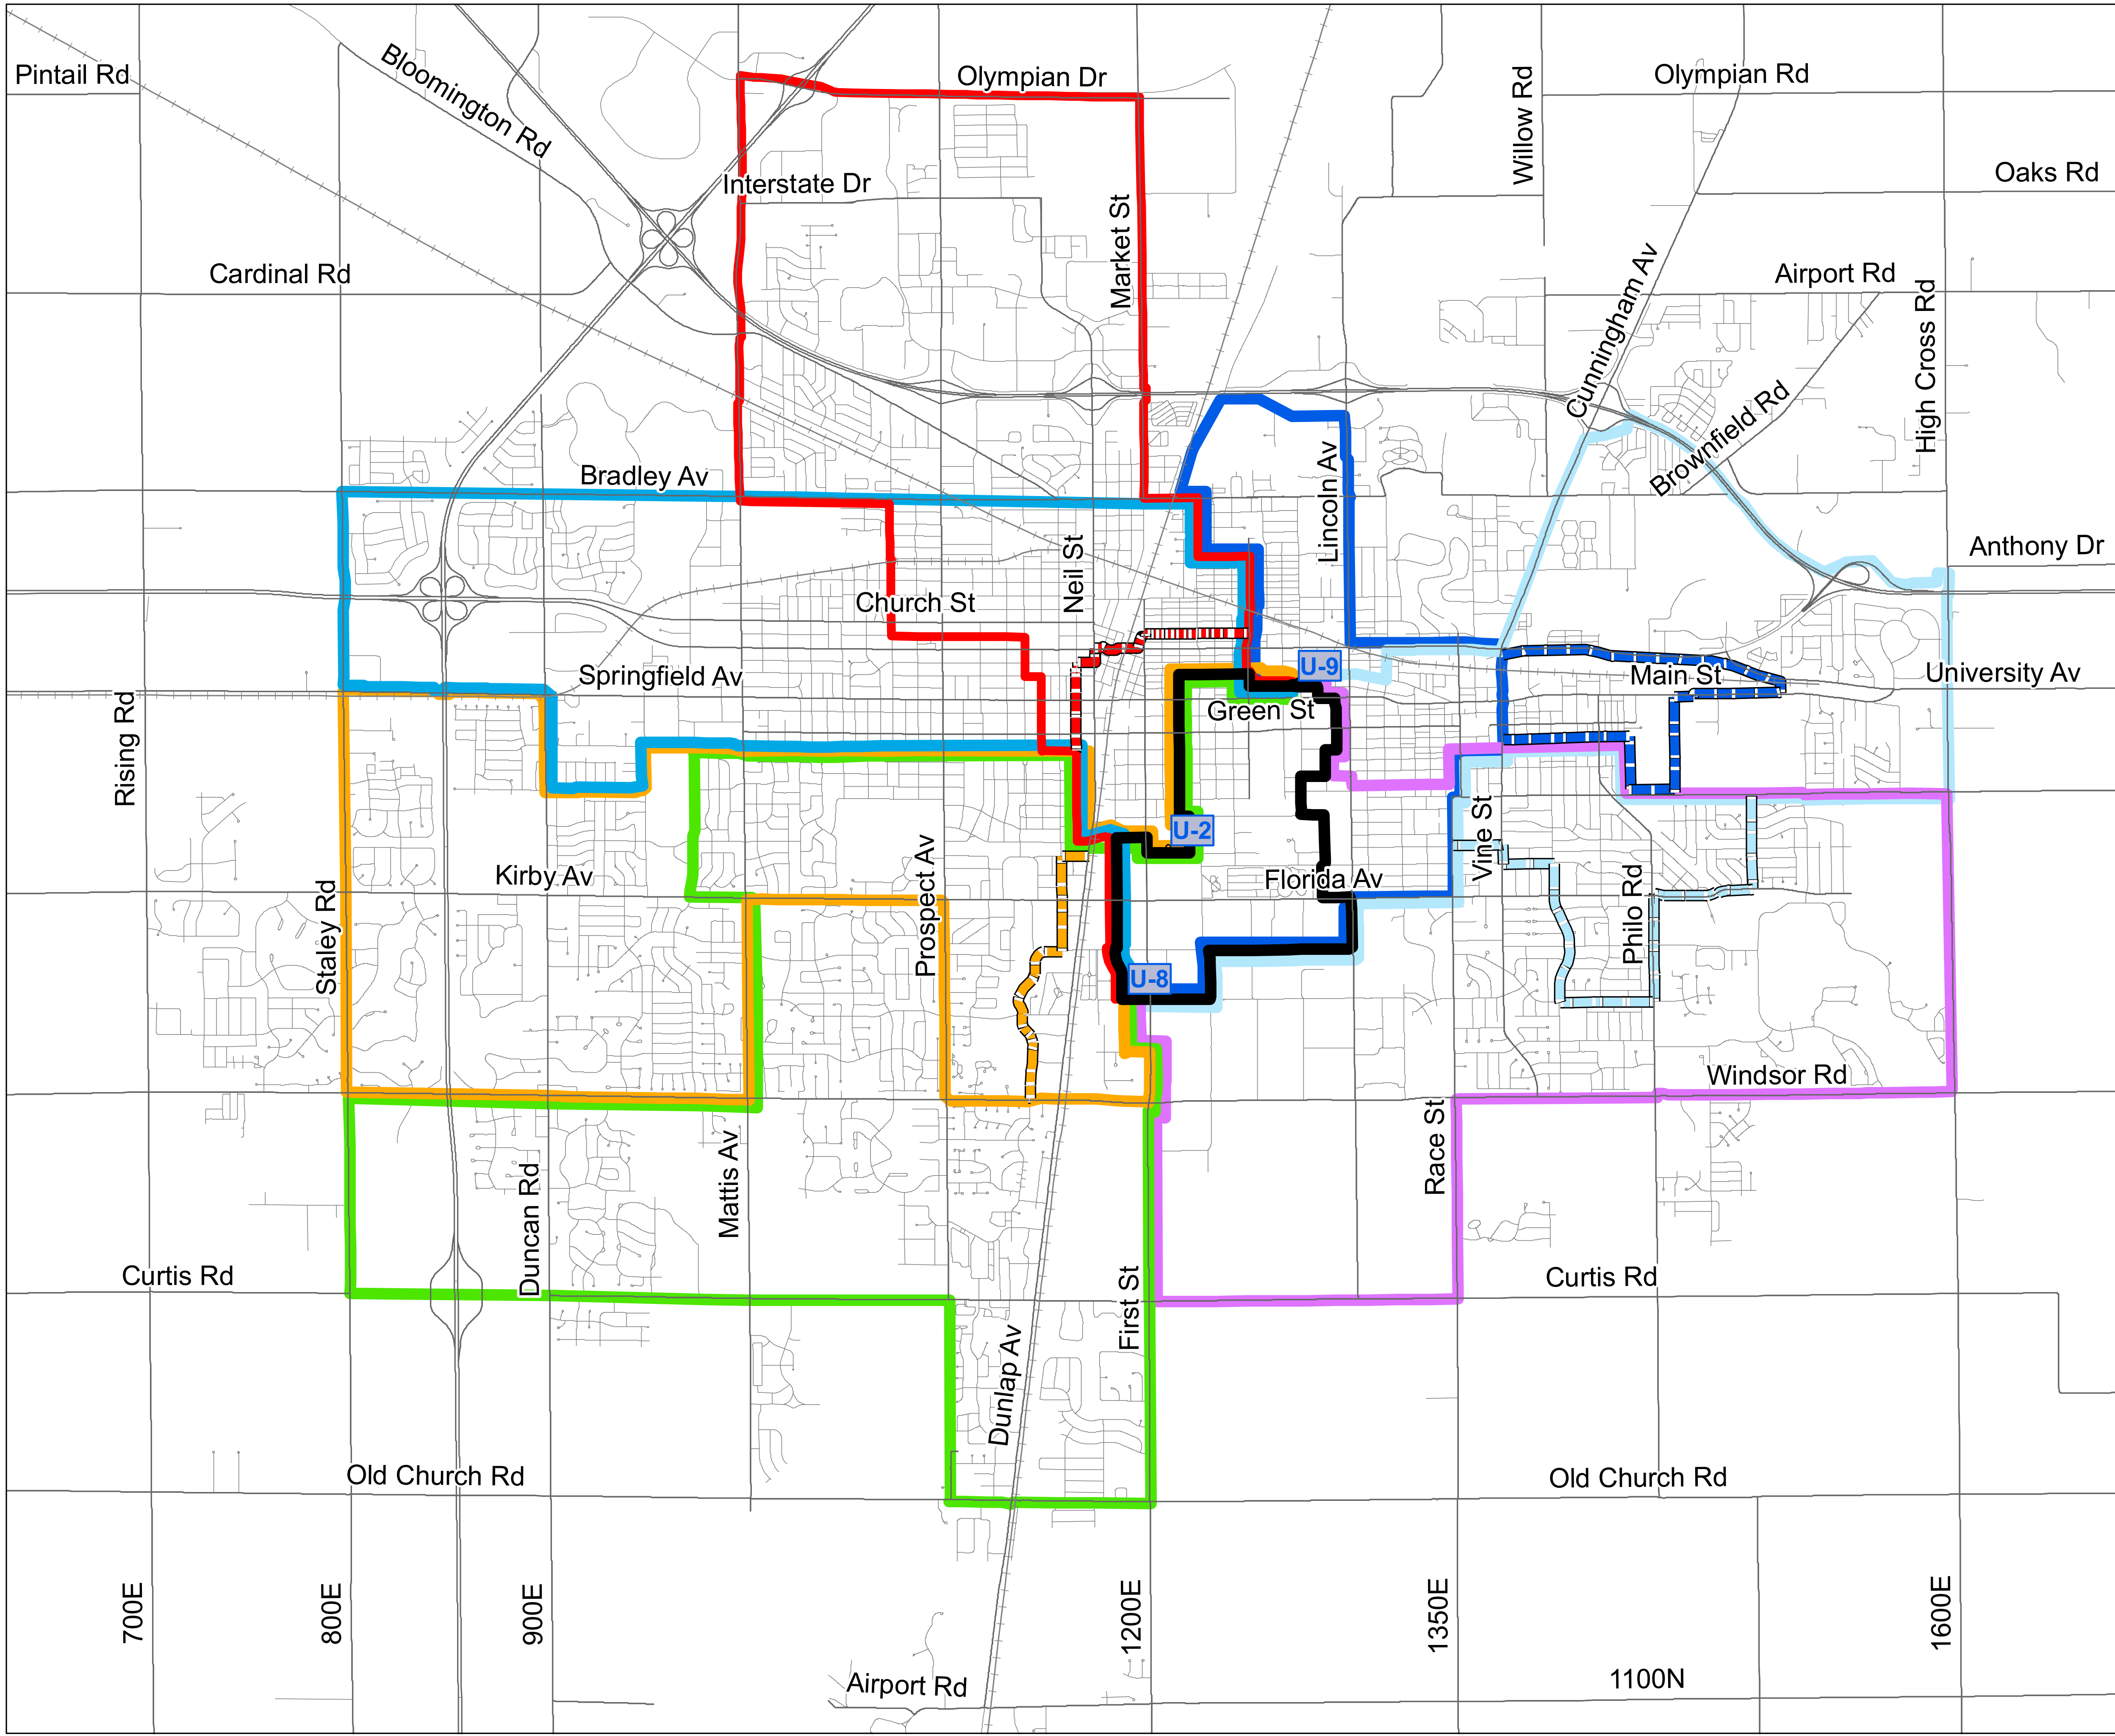 Pintail Rd
Bloomington Rd
Olympian Dr
Willow Rd
Olympian Rd
Interstate Dr
Oaks Rd
Market St
Cardinal Rd
Cunningham Av
Airport Rd
High Cross Rd
Brownfield Rd
Bradley Av
Lincoln Av
Neil St
Anthony Dr
Church St
U-9
Springfield Av
Main St
University Av
Rising Rd
Green St
U-2
Vine St
Kirby Av
Prospect Av
Florida Av
Staley Rd
Philo Rd
U-8
Windsor Rd
Race St
Mattis Av
Duncan Rd
Curtis Rd
First St
Curtis Rd
Dunlap Av
Old Church Rd
Old Church Rd
700E
800E
900E
1200E
1350E
1600E
Airport Rd
1100N